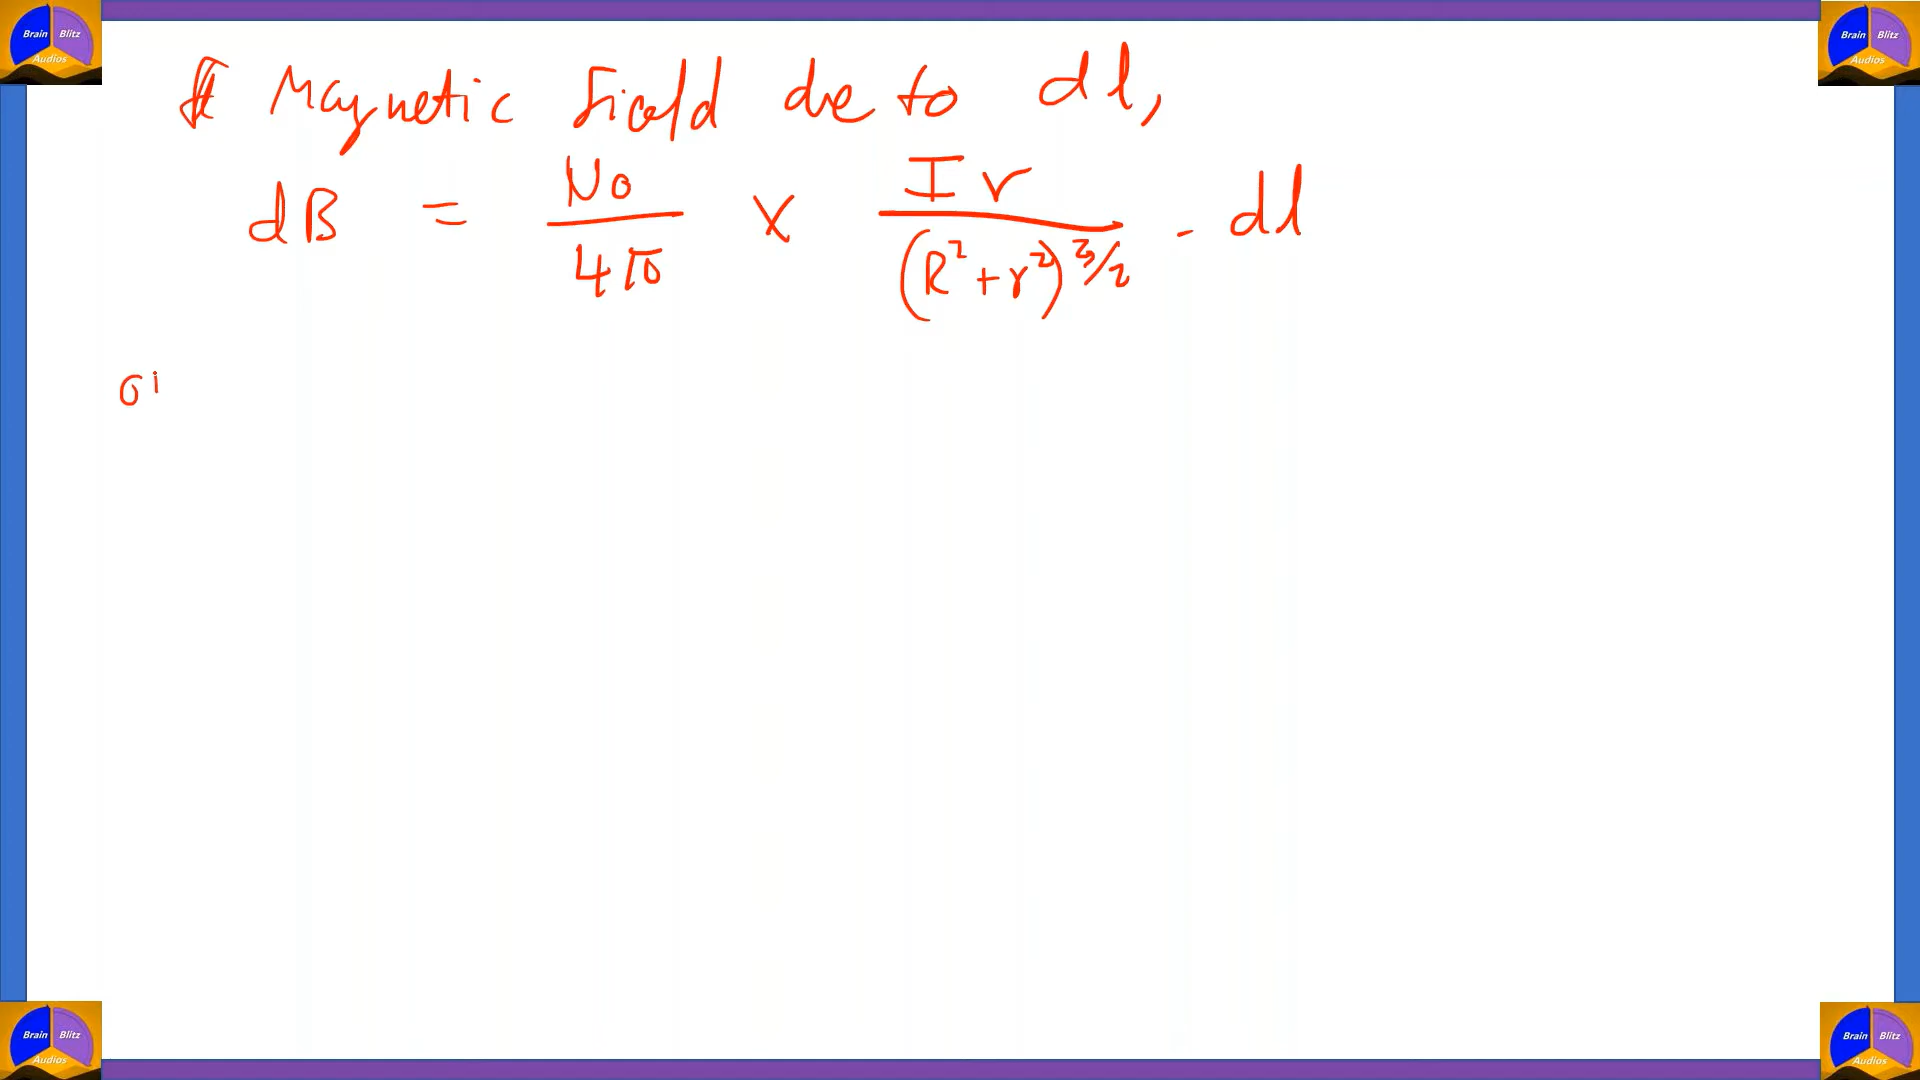 Brain Blitz Audios
Brain Blitz Audios
# Magnetic field due to dl,
dB = μ₀/4π × I r/(R²+r²)^3/2 . dl
Brain Blitz Audios
Brain Blitz Audios